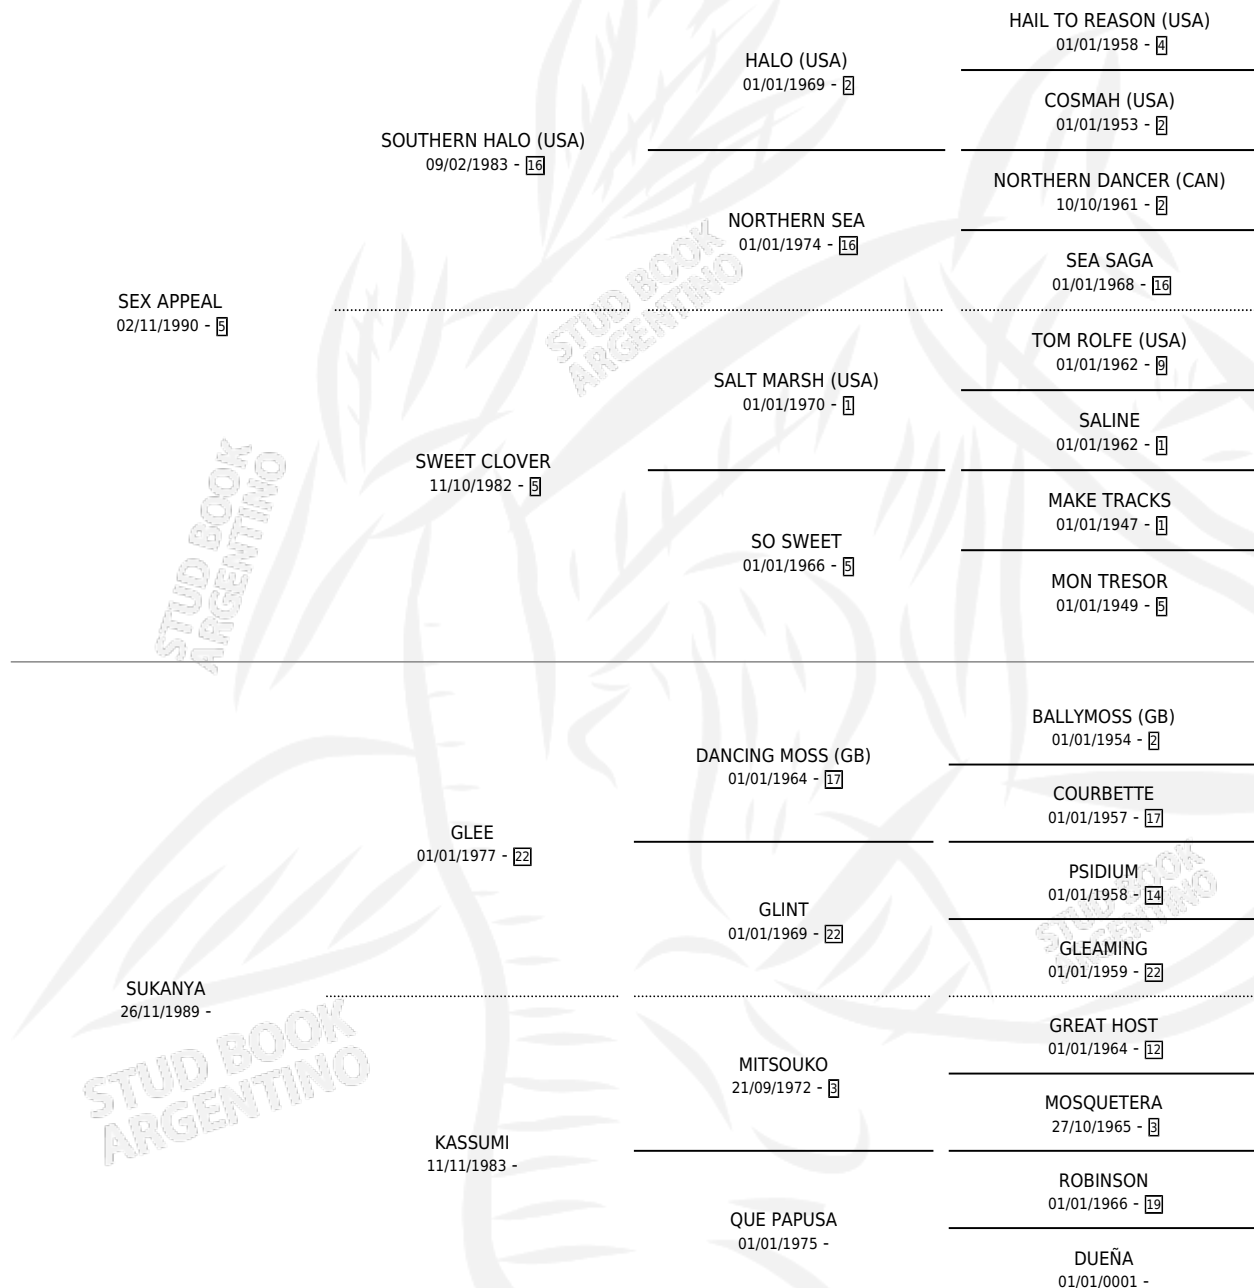 HAIL TO REASON (USA)
01/01/1958 - 4
HALO (USA)
01/01/1969 - 2
COSMAH (USA)
01/01/1953 - 2
SOUTHERN HALO (USA)
09/02/1983 - 16
NORTHERN DANCER (CAN)
10/10/1961 - 2
NORTHERN SEA
01/01/1974 - 16
SEA SAGA
01/01/1968 - 16
SEX APPEAL
02/11/1990 - 5
STUD BOOK
ARGENTINO
TOM ROLFE (USA)
01/01/1962 - 9
SALT MARSH (USA)
01/01/1970 - 1
SALINE
01/01/1962 - 1
SWEET CLOVER
11/10/1982 - 5
MAKE TRACKS
01/01/1947 - 1
SO SWEET
01/01/1966 - 5
MON TRESOR
01/01/1949 - 5
STUD BOOK
ARGENTINO
BALLYMOSS (GB)
01/01/1954 - 2
DANCING MOSS (GB)
01/01/1964 - 17
COURBETTE
01/01/1957 - 17
GLEE
01/01/1977 - 22
PSIDIUM
01/01/1958 - 14
GLINT
01/01/1969 - 22
GLEAMING
01/01/1959 - 22
STUD BOOK
ARGENTINO
SUKANYA
26/11/1989 -
GREAT HOST
01/01/1964 - 12
MITSOUKO
21/09/1972 - 3
MOSQUETERA
27/10/1965 - 3
STUD BOOK
ARGENTINO
KASSUMI
11/11/1983 -
ROBINSON
01/01/1966 - 19
QUE PAPUSA
01/01/1975 -
DUEÑA
01/01/0001 -